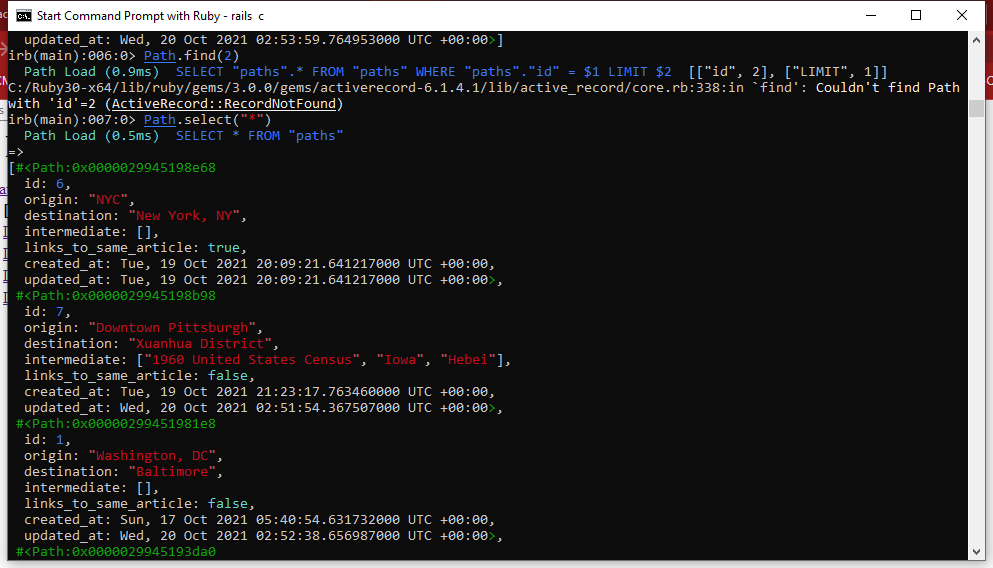 Start Command Prompt with Ruby - rails  c
updated_at: Wed, 20 Oct 2021 02:53:59.764953000 UTC +00:00>]
irb(main):006:0> Path.find(2)
  Path Load (0.9ms)  SELECT "paths".* FROM "paths" WHERE "paths"."id" = $1 LIMIT $2  [["id", 2], ["LIMIT", 1]]
C:/Ruby30-x64/lib/ruby/gems/3.0.0/gems/activerecord-6.1.4.1/lib/active_record/core.rb:338:in `find': Couldn't find Path
with 'id'=2 (ActiveRecord::RecordNotFound)
irb(main):007:0> Path.select("*")
  Path Load (0.5ms)  SELECT * FROM "paths"
=>
[#<Path:0x0000029945198e68
  id: 6,
  origin: "NYC",
  destination: "New York, NY",
  intermediate: [],
  links_to_same_article: true,
  created_at: Tue, 19 Oct 2021 20:09:21.641217000 UTC +00:00,
  updated_at: Tue, 19 Oct 2021 20:09:21.641217000 UTC +00:00>,
 #<Path:0x0000029945198b98
  id: 7,
  origin: "Downtown Pittsburgh",
  destination: "Xuanhua District",
  intermediate: ["1960 United States Census", "Iowa", "Hebei"],
  links_to_same_article: false,
  created_at: Tue, 19 Oct 2021 21:23:17.763460000 UTC +00:00,
  updated_at: Wed, 20 Oct 2021 02:51:54.367507000 UTC +00:00>,
 #<Path:0x00000299451981e8
  id: 1,
  origin: "Washington, DC",
  destination: "Baltimore",
  intermediate: [],
  links_to_same_article: false,
  created_at: Sun, 17 Oct 2021 05:40:54.631732000 UTC +00:00,
  updated_at: Wed, 20 Oct 2021 02:52:38.656987000 UTC +00:00>,
 #<Path:0x0000029945193da0